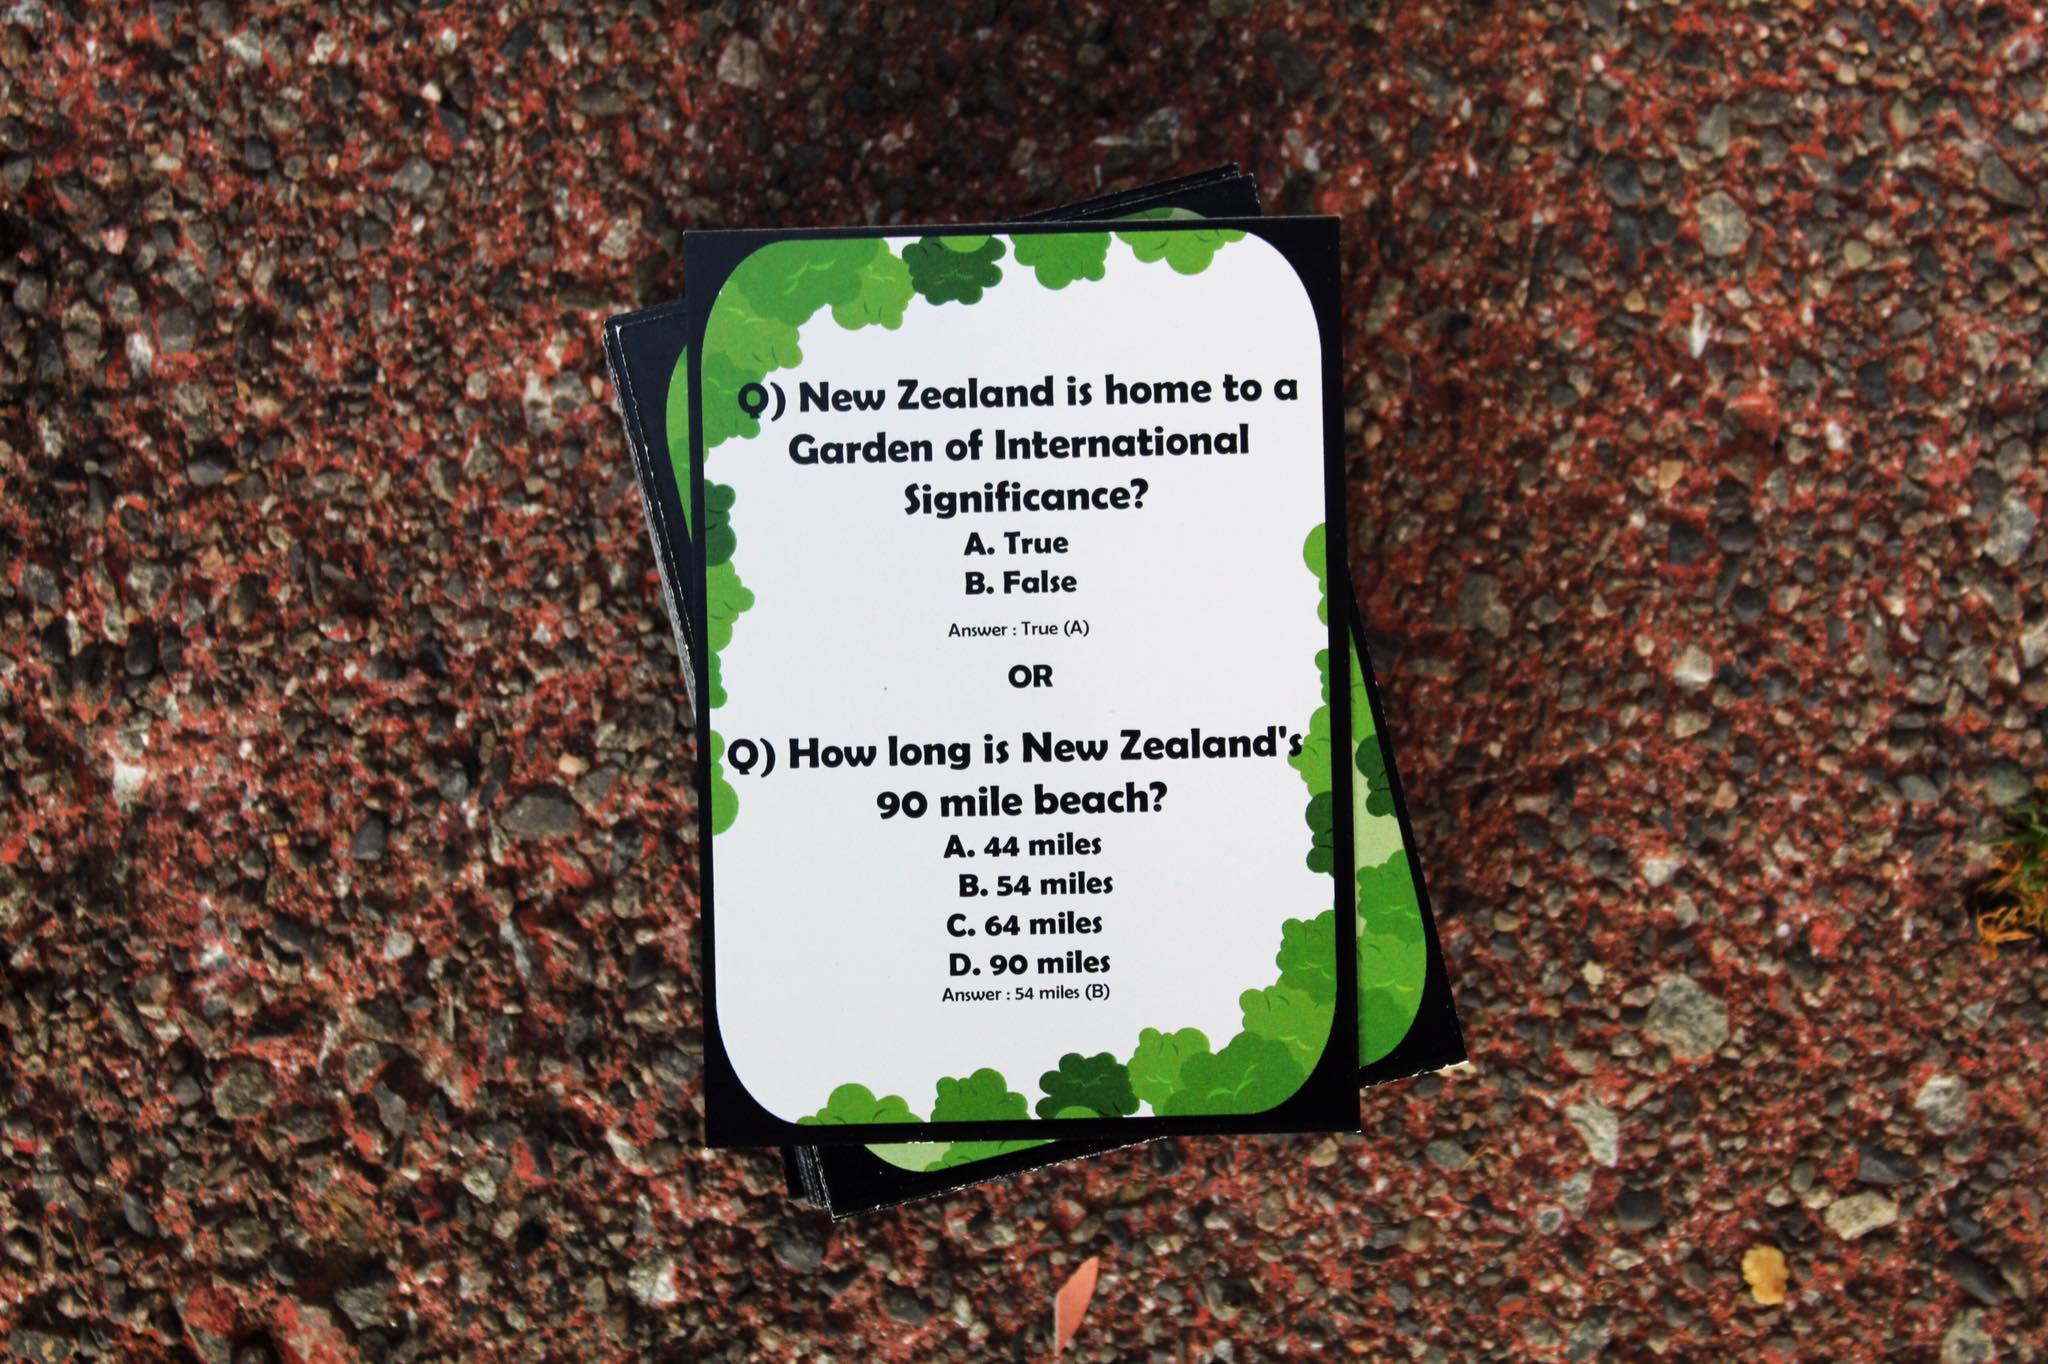 Q) New Zealand is home to a
Garden of International
Significance?
A. True
B. False
Answer : True (A)
OR
Q) How long is New Zealand's
90 mile beach?
A. 44 miles
B. 54 miles
C. 64 miles
D. 90 miles
Answer : 54 miles (B)